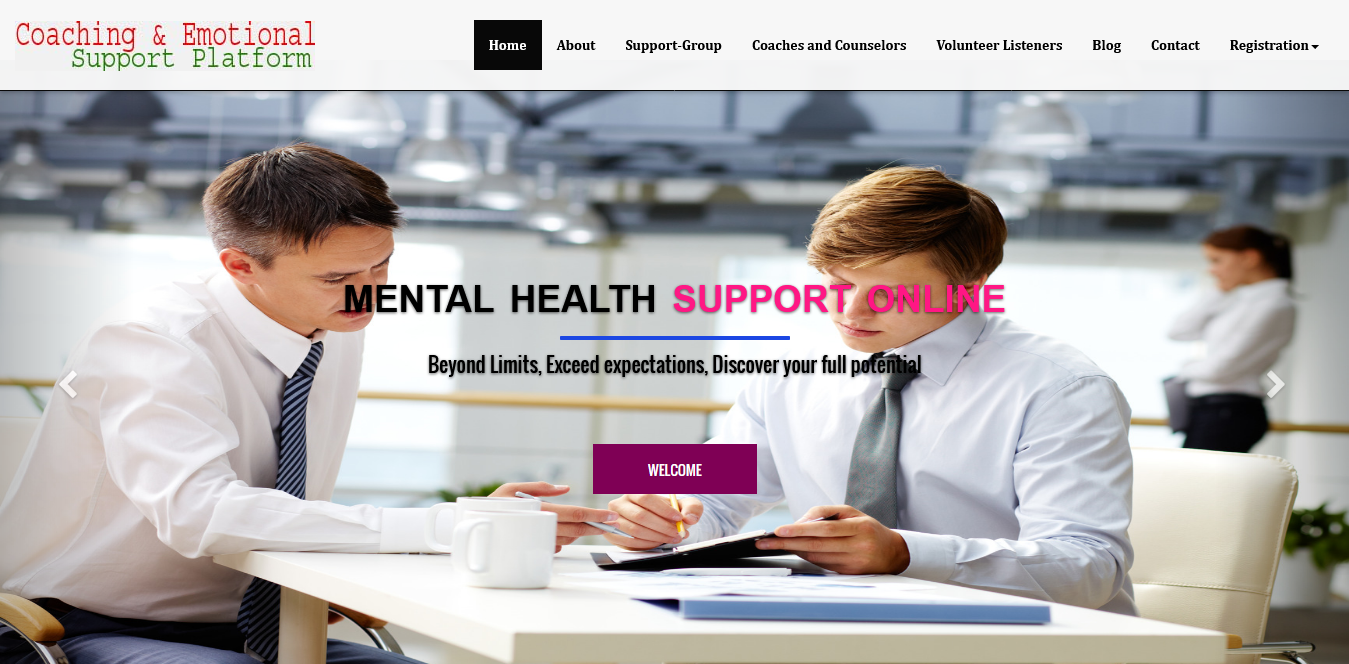 Coaching & Emotional
Support Platform
Home About Support-Group Coaches and Counselors Volunteer Listeners Blog Contact Registration
MENTAL HEALTH SUPPORT ONLINE
Beyond Limits, Exceed expectations, Discover your full potential
WELCOME